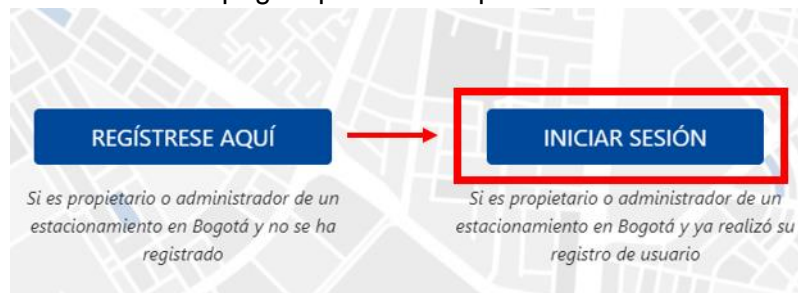 REGÍSTRESE AQUÍ
INICIAR SESIÓN
Si es propietario o administrador de un
estacionamiento en Bogotá y no se ha
registrado
Si es propietario o administrador de un
estacionamiento en Bogotá y ya realizó su
registro de usuario